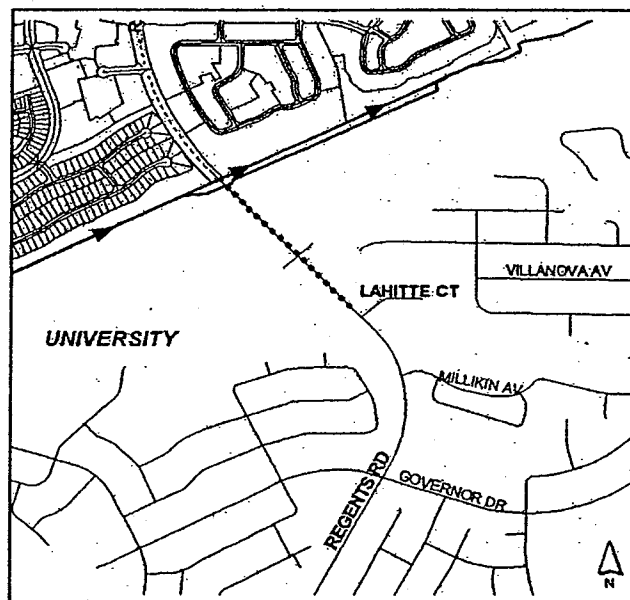 VILLANOVA AV
LAHITTE CT
UNIVERSITY
MILLIKIN AV
REGENTS RD
GOVERNOR DR
N